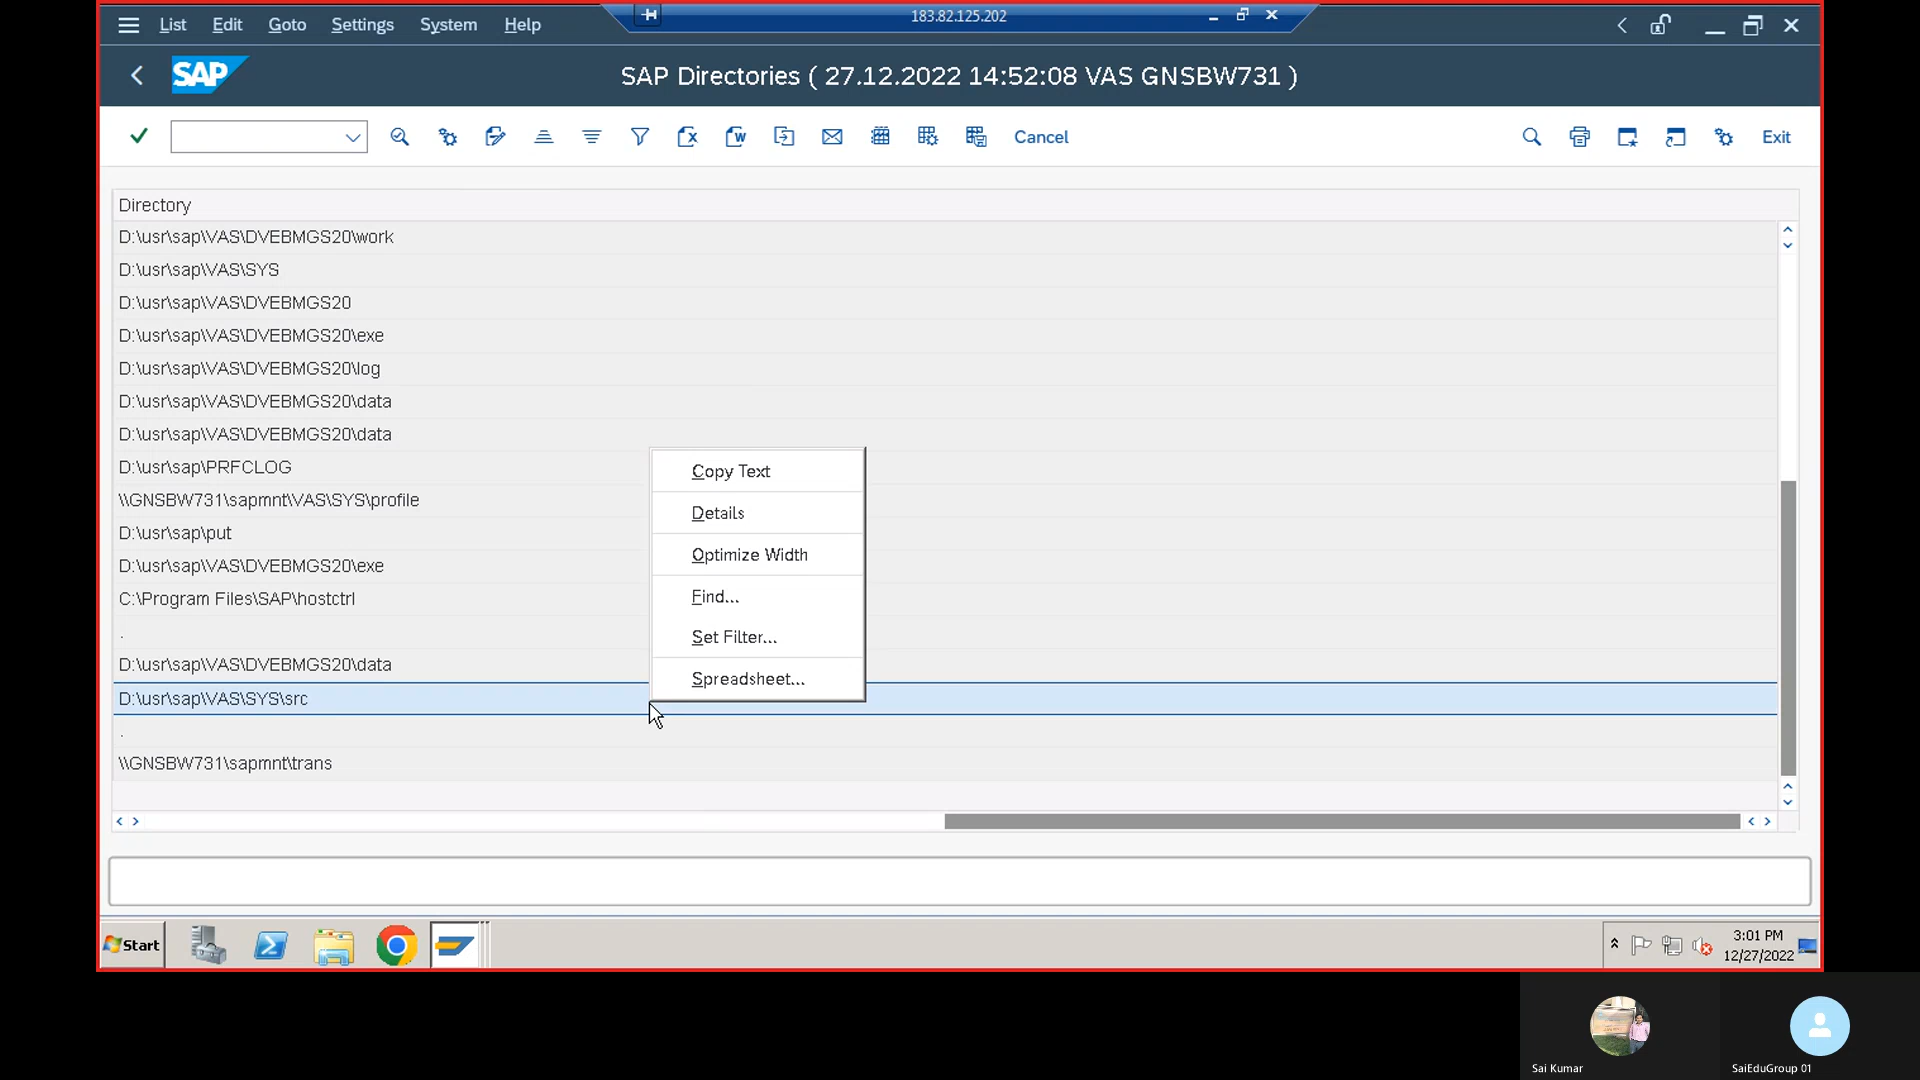 183.82.125.202
List Edit Goto Settings System Help
SAP SAP Directories ( 27.12.2022 14:52:08 VAS GNSBW731 )
Cancel Exit
Directory
D:\usr\sap\VAS\DVEBMGS20\work
D:\usr\sap\VAS\SYS
D:\usr\sap\VAS\DVEBMGS20
D:\usr\sap\VAS\DVEBMGS20\exe
D:\usr\sap\VAS\DVEBMGS20\log
D:\usr\sap\VAS\DVEBMGS20\data
D:\usr\sap\VAS\DVEBMGS20\data
D:\usr\sap\PRFCLOG
\\GNSBW731\sapmnt\VAS\SYS\profile
D:\usr\sap\put
D:\usr\sap\VAS\DVEBMGS20\exe
C:\Program Files\SAP\hostctrl
.
D:\usr\sap\VAS\DVEBMGS20\data
D:\usr\sap\VAS\SYS\src
.
\\GNSBW731\sapmnt\trans
Copy Text
Details
Optimize Width
Find...
Set Filter...
Spreadsheet...
Start
3:01 PM
12/27/2022
Sai Kumar
SaiEduGroup 01